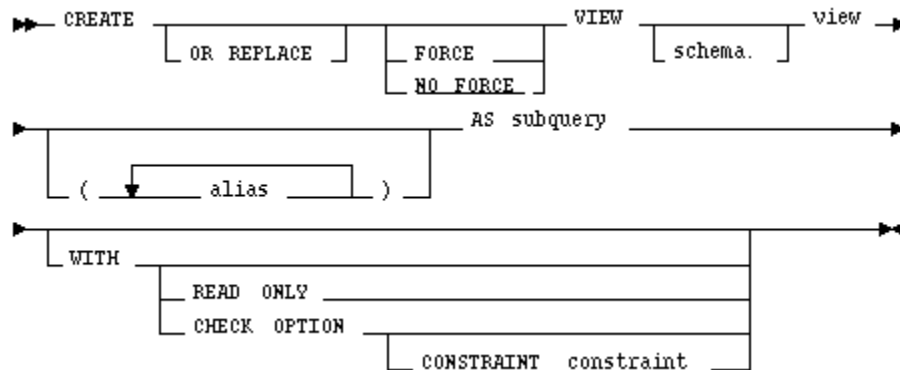 CREATE VIEW view
OR REPLACE FORCE schema.
NO FORCE
AS subquery
( alias )
WITH
READ ONLY
CHECK OPTION
CONSTRAINT constraint